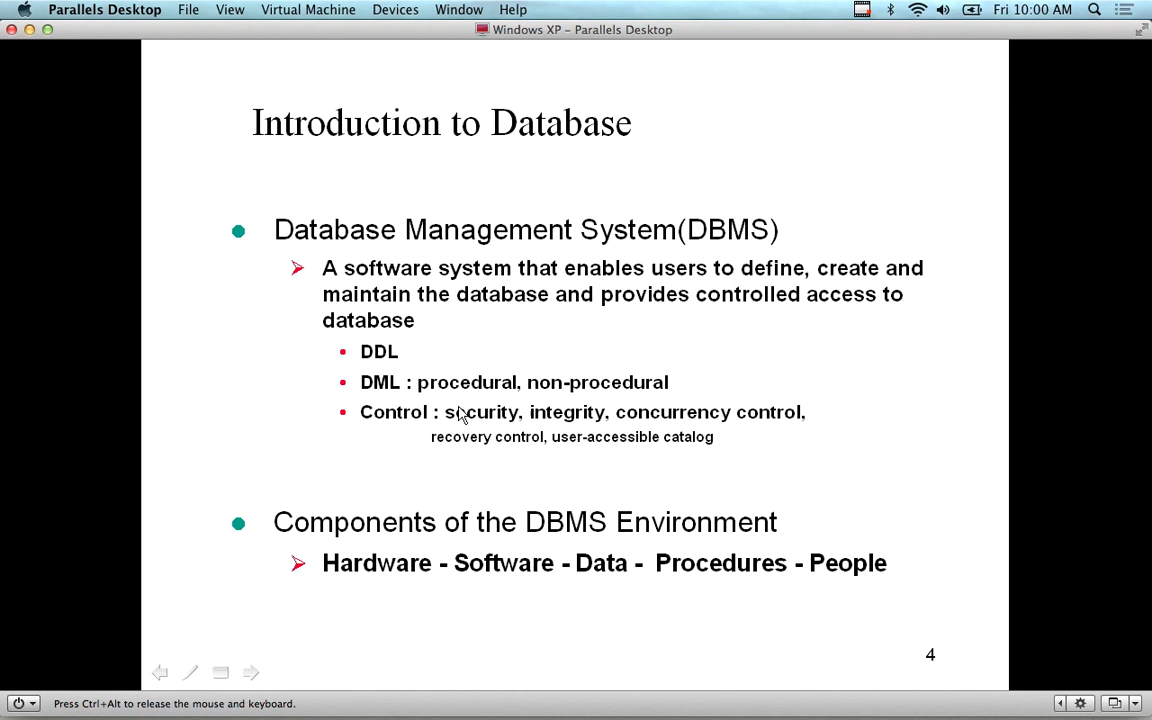 Parallels Desktop File View Virtual Machine Devices Window Help Fri 10:00 AM
Windows XP - Parallels Desktop
Introduction to Database
Database Management System(DBMS)
A software system that enables users to define, create and
maintain the database and provides controlled access to
database
DDL
DML : procedural, non-procedural
Control : security, integrity, concurrency control,
recovery control, user-accessible catalog
Components of the DBMS Environment
Hardware - Software - Data - Procedures - People
4
Press Ctrl+Alt to release the mouse and keyboard.